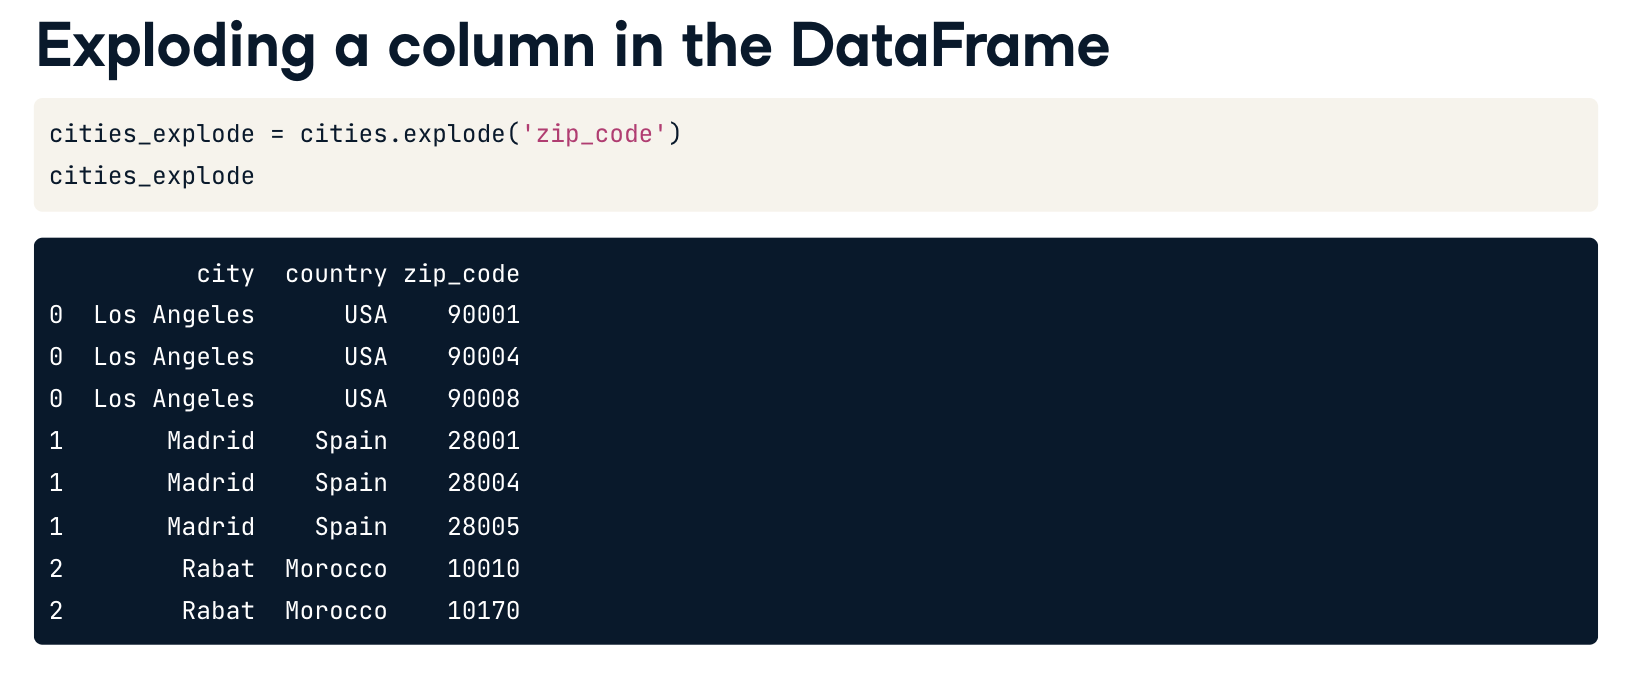 Exploding a column in the DataFrame
cities_explode = cities.explode('zip_code')
cities_explode
city country zip_code
0 Los Angeles USA 90001
0 Los Angeles USA 90004
0 Los Angeles USA 90008
1 Madrid Spain 28001
1 Madrid Spain 28004
1 Madrid Spain 28005
2 Rabat Morocco 10010
2 Rabat Morocco 10170